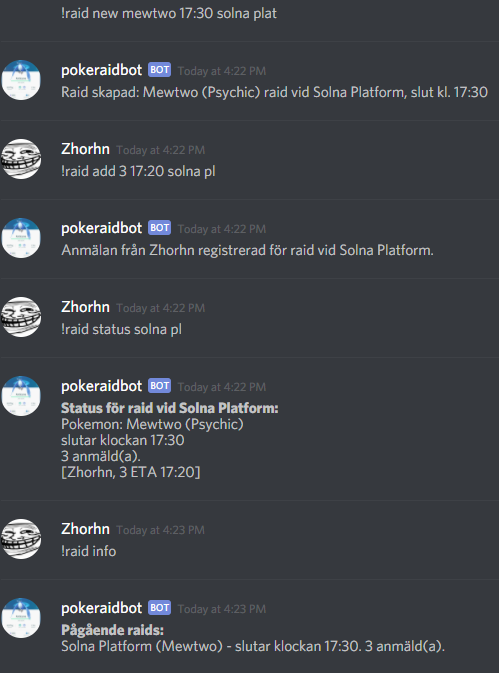 !raid new mewtwo 17:30 solna plat
pokeraidbot BOT Today at 4:22 PM
Raid skapad: Mewtwo (Psychic) raid vid Solna Platform, slut kl. 17:30
Zhorhn Today at 4:22 PM
!raid add 3 17:20 solna pl
pokeraidbot BOT Today at 4:22 PM
Anmälan från Zhorhn registrerad för raid vid Solna Platform.
Zhorhn Today at 4:22 PM
!raid status solna pl
pokeraidbot BOT Today at 4:22 PM
Status för raid vid Solna Platform:
Pokemon: Mewtwo (Psychic)
slutar klockan 17:30
3 anmäld(a).
[Zhorhn, 3 ETA 17:20]
Zhorhn Today at 4:23 PM
!raid info
pokeraidbot BOT Today at 4:23 PM
Pågående raids:
Solna Platform (Mewtwo) - slutar klockan 17:30. 3 anmäld(a).